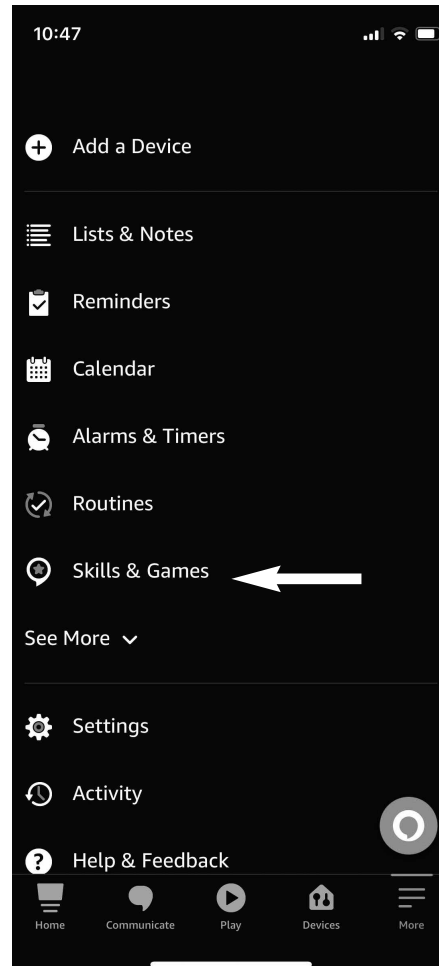 10:47
Add a Device
Lists & Notes
Reminders
Calendar
Alarms & Timers
Routines
Skills & Games
See More
Settings
Activity
Help & Feedback
Home Communicate Play Devices More